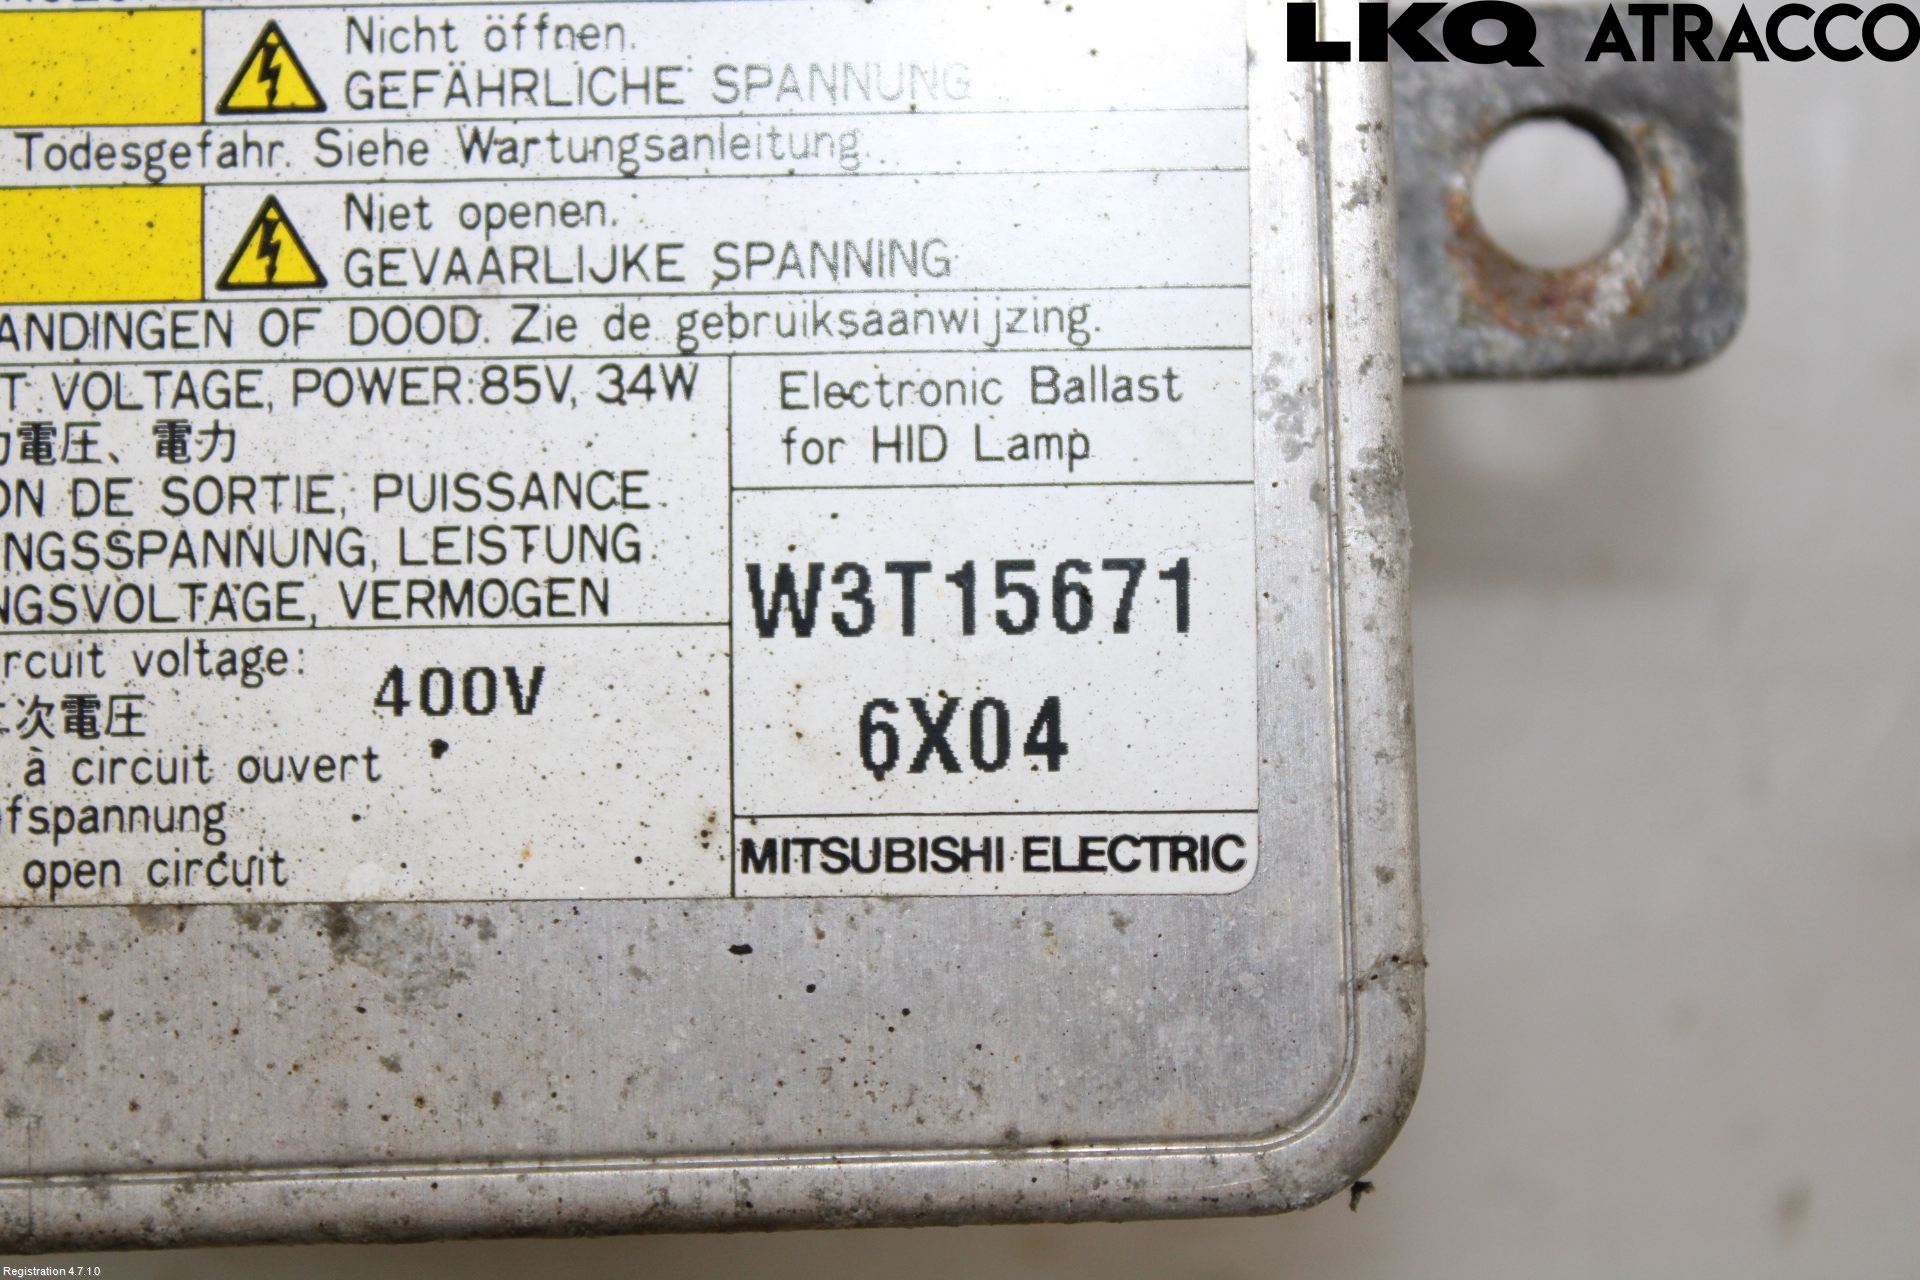 LKQ ATRACCO
Nicht öffnen.
GEFÄHRLICHE SPANNUNG
Todesgefahr. Siehe Wartungsanleitung.
Niet openen.
GEVAARLIJKE SPANNING
ANDINGEN OF DOOD. Zie de gebruiksaanwijzing.
T VOLTAGE, POWER:85V, 34W
電圧、電力
ON DE SORTIE, PUISSANCE
NGSSPANNUNG, LEISTUNG
NGSVOLTAGE, VERMOGEN
Electronic Ballast
for HID Lamp
W3T15671
6X04
MITSUBISHI ELECTRIC
rcuit voltage:
400V
次電圧
à circuit ouvert
fspannung
open circuit
Registration 4.7.1.0